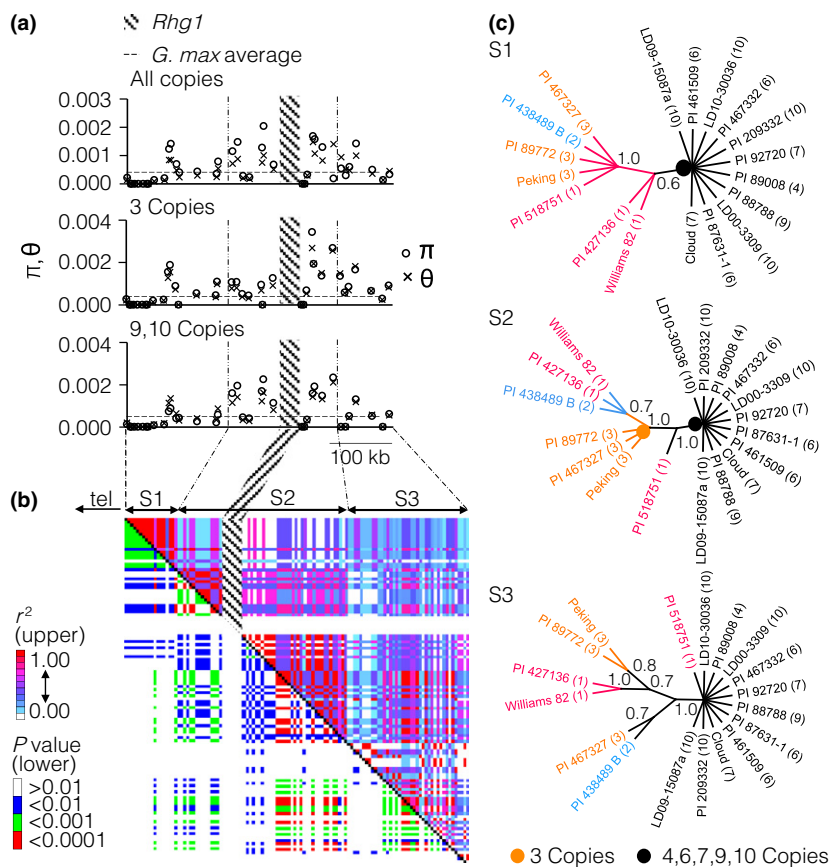 (a)
Rhg1
G. max average
All copies
0.003
0.002
0.001
0.000
3 Copies
0.004
0.002
0.000
π, θ
π
θ
9,10 Copies
0.004
0.002
0.000
100 kb
(b)
tel
S1
S2
S3
r2
(upper)
1.00
0.00
P value
(lower)
>0.01
<0.01
<0.001
<0.0001
(c)
S1
PI 467327 (3)
PI 438489 B (2)
PI 89772 (3)
Peking (3)
PI 518751 (1)
PI 427136 (1)
Williams 82 (1)
1.0
0.6
LD09-15087a (10)
PI 461509 (6)
LD10-30036 (10)
PI 467332 (6)
PI 209332 (10)
PI 92720 (7)
PI 89008 (4)
PI 88788 (9)
LD00-3309 (10)
PI 87631-1 (6)
Cloud (7)
S2
Williams 82 (1)
PI 427136 (1)
PI 438489 B (2)
PI 89772 (3)
PI 467327 (3)
Peking (3)
PI 518751 (1)
0.7
1.0
1.0
LD10-30036 (10)
PI 209332 (10)
PI 89008 (4)
PI 467332 (6)
LD00-3309 (10)
PI 92720 (7)
PI 87631-1 (6)
PI 461509 (6)
Cloud (7)
PI 88788 (9)
LD09-15087a (10)
S3
Peking (3)
PI 89772 (3)
PI 427136 (1)
Williams 82 (1)
PI 467327 (3)
PI 438489 B (2)
0.8
1.0
0.7
0.7
1.0
PI 518751 (1)
LD10-30036 (10)
PI 89008 (4)
LD00-3309 (10)
PI 467332 (6)
PI 92720 (7)
PI 88788 (9)
PI 87631-1 (6)
PI 461509 (6)
Cloud (7)
PI 209332 (10)
LD09-15087a (10)
3 Copies
4,6,7,9,10 Copies